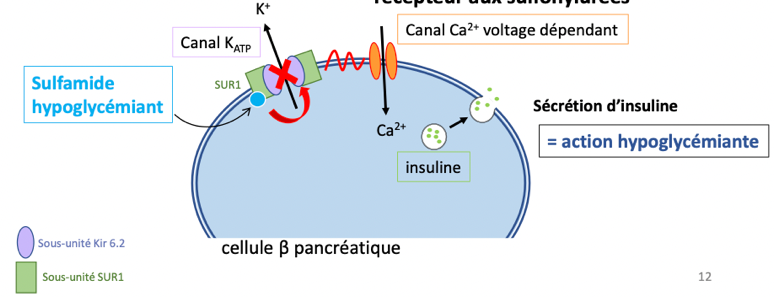 récepteur aux sulfonylurées
K⁺
Canal Ca²⁺ voltage dépendant
Canal K_ATP
SUR1
Sulfamide
hypoglycémiant
Ca²⁺
Sécrétion d’insuline
= action hypoglycémiante
insuline
cellule β pancréatique
Sous-unité Kir 6.2
Sous-unité SUR1
12